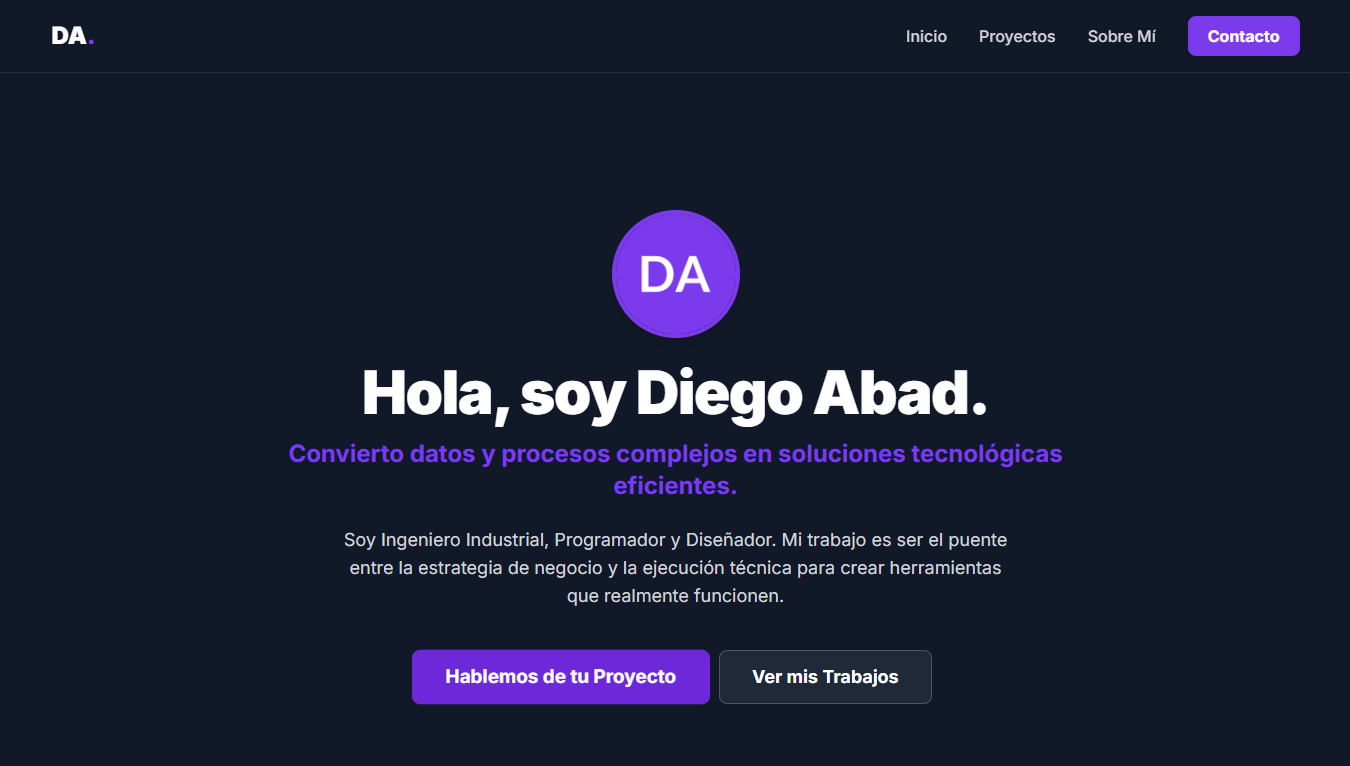 DA.
Inicio
Proyectos
Sobre Mí
Contacto
DA
Hola, soy Diego Abad.
Convierto datos y procesos complejos en soluciones tecnológicas
eficientes.
Soy Ingeniero Industrial, Programador y Diseñador. Mi trabajo es ser el puente
entre la estrategia de negocio y la ejecución técnica para crear herramientas
que realmente funcionen.
Hablemos de tu Proyecto
Ver mis Trabajos